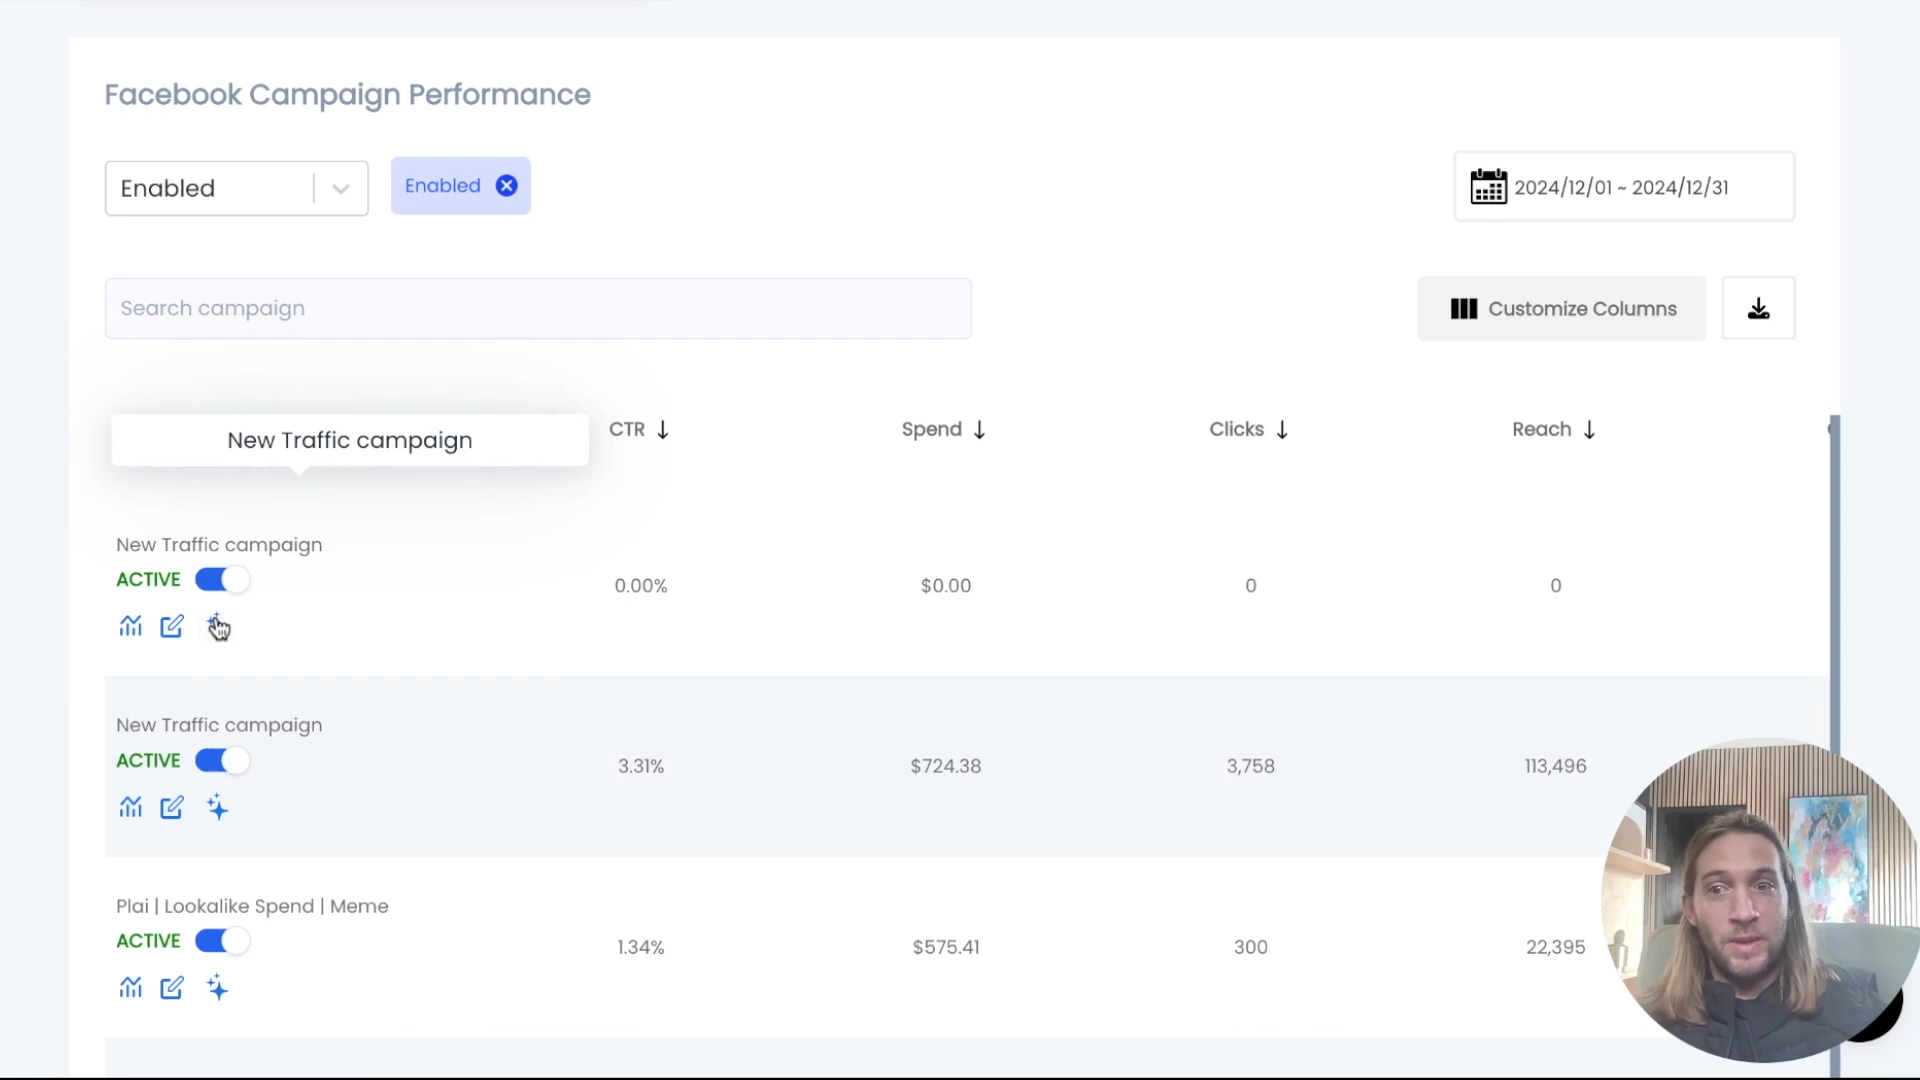 Facebook Campaign Performance
Enabled
Enabled
2024/12/01 ~ 2024/12/31
Search campaign
Customize Columns
New Traffic campaign
CTR ↓ Spend ↓ Clicks ↓ Reach ↓
New Traffic campaign
ACTIVE
0.00% $0.00 0 0
New Traffic campaign
ACTIVE
3.31% $724.38 3,758 113,496
Plai | Lookalike Spend | Meme
ACTIVE
1.34% $575.41 300 22,395